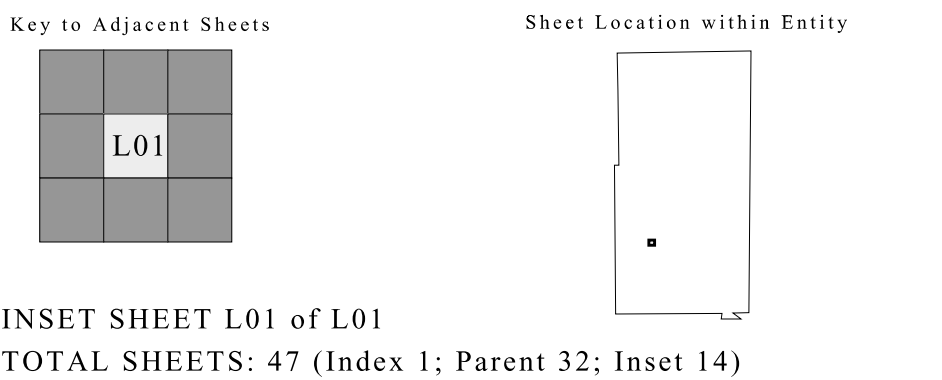 Key to Adjacent Sheets
Sheet Location within Entity
L01
INSET SHEET L01 of L01
TOTAL SHEETS: 47 (Index 1; Parent 32; Inset 14)